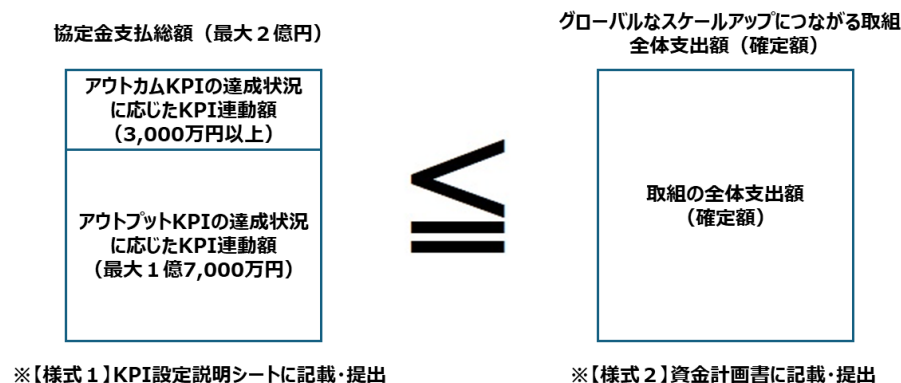 協定金支払総額（最大２億円）
アウトカムKPIの達成状況
に応じたKPI連動額
（3,000万円以上）
アウトプットKPIの達成状況
に応じたKPI連動額
（最大１億7,000万円）
※【様式１】KPI設定説明シートに記載・提出
≦
グローバルなスケールアップにつながる取組
全体支出額（確定額）
取組の全体支出額
（確定額）
※【様式２】資金計画書に記載・提出